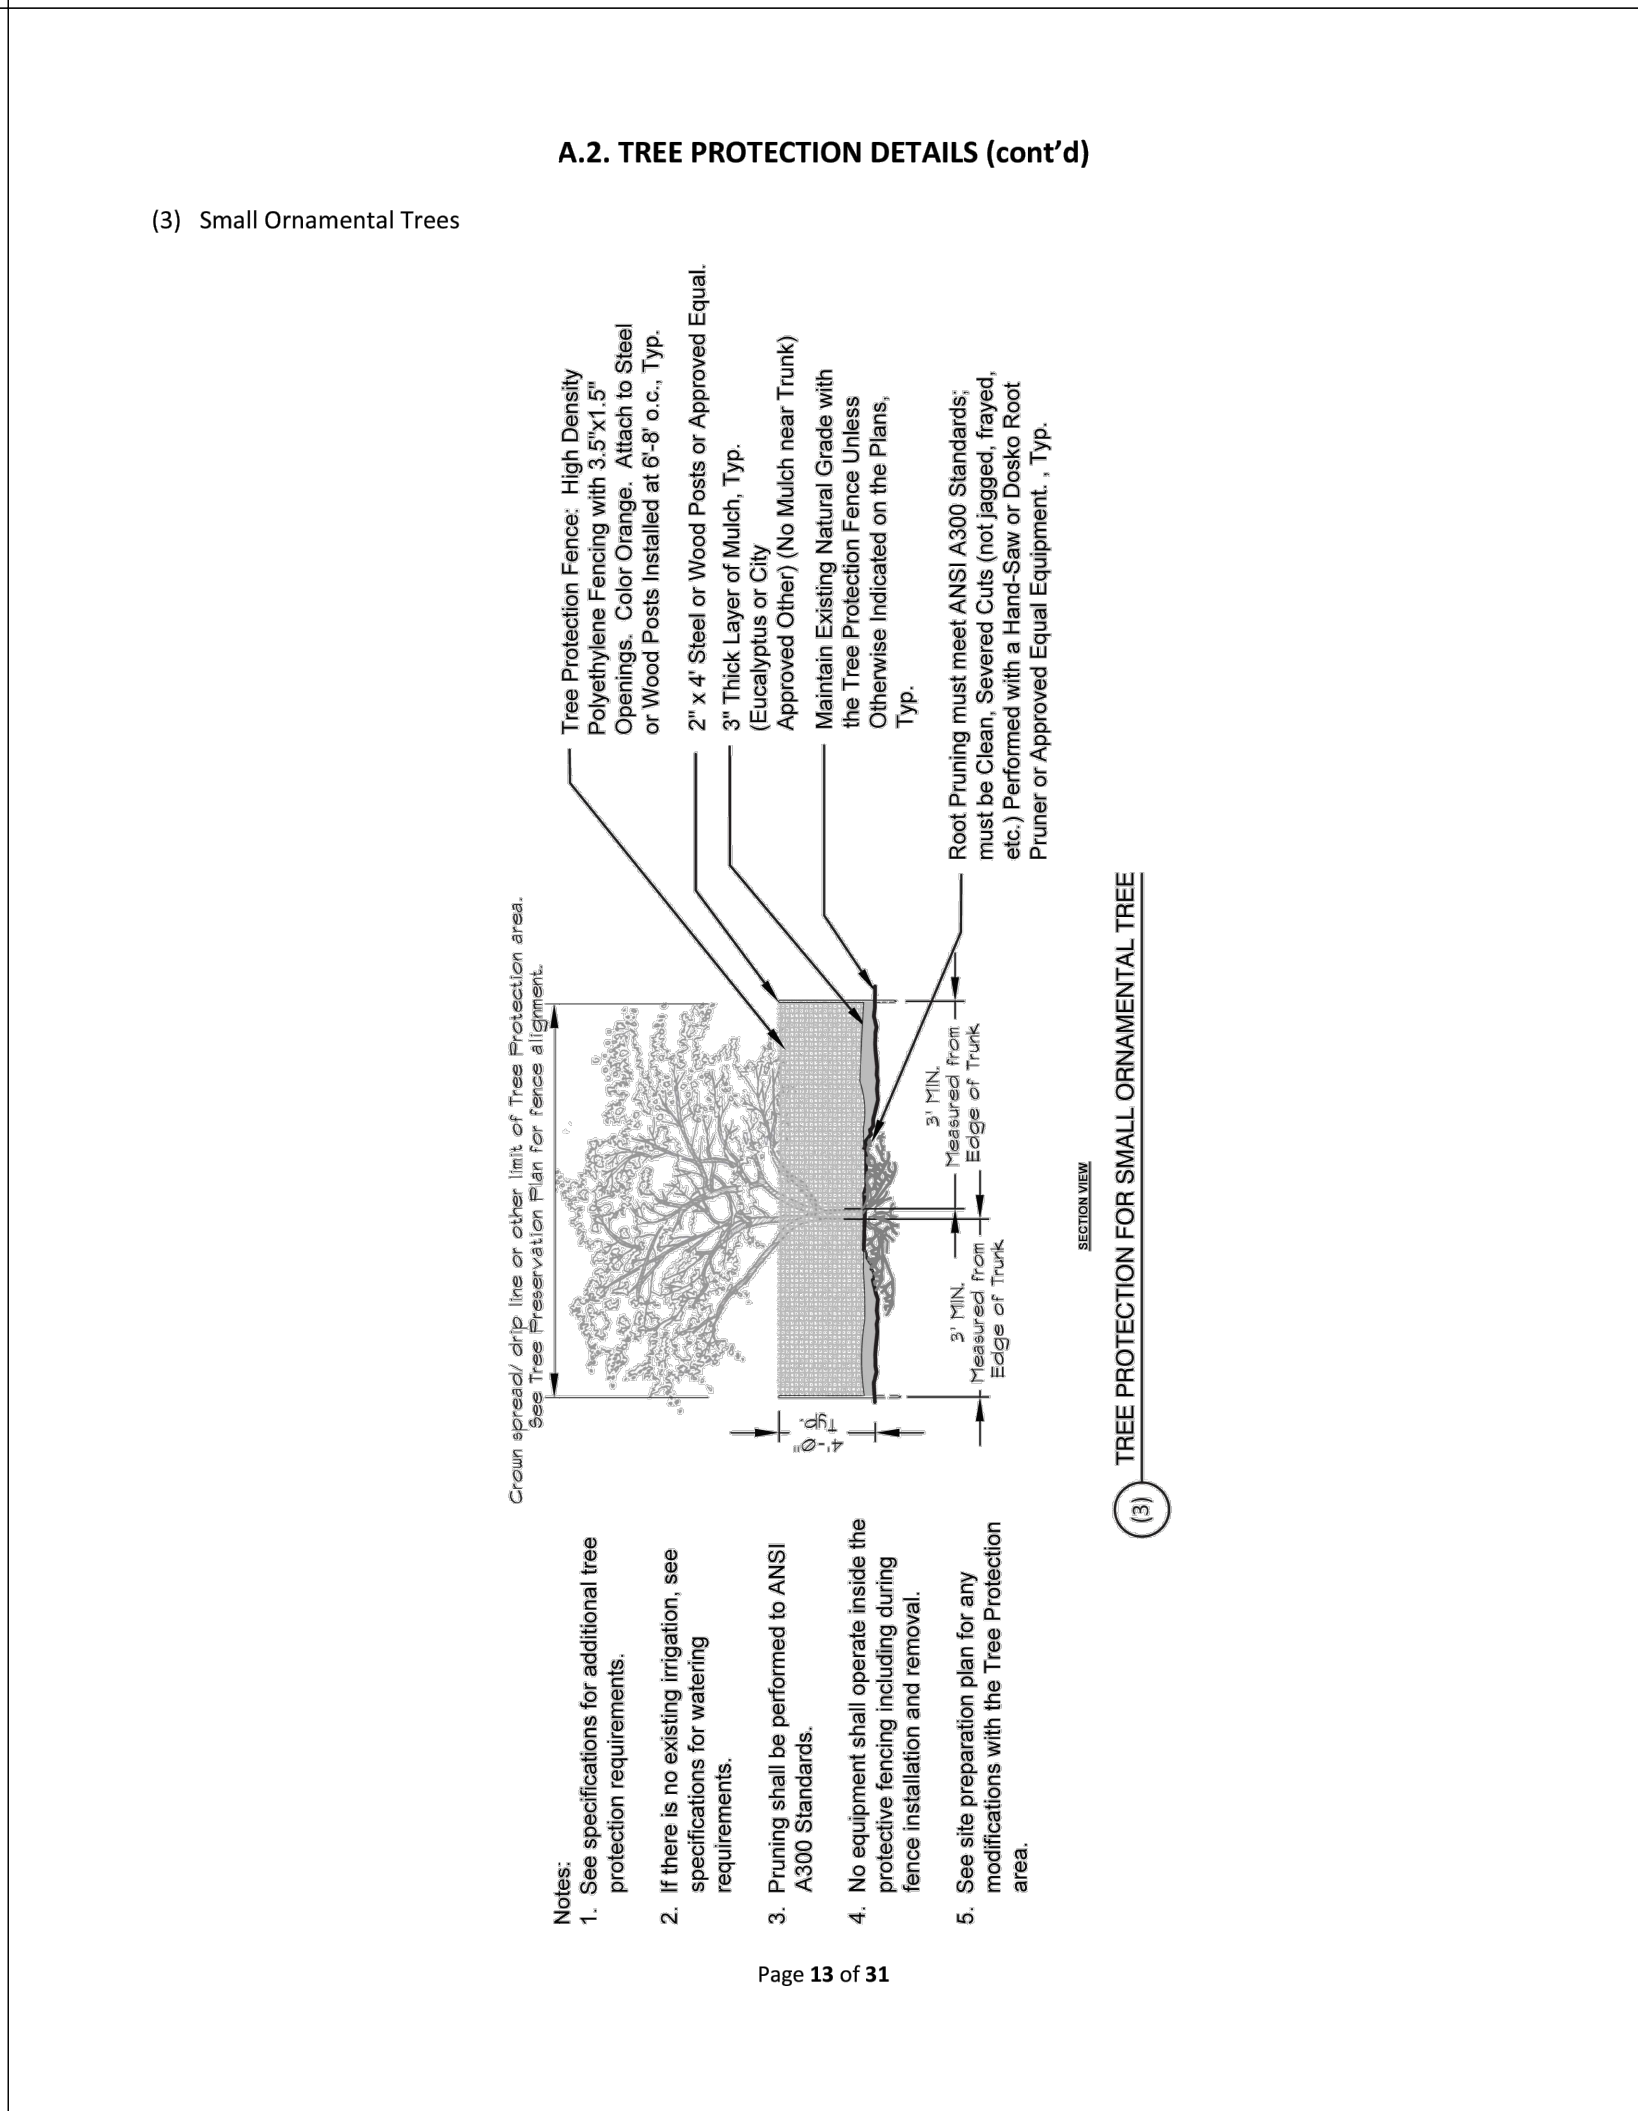 A.2. TREE PROTECTION DETAILS (cont’d)
(3) Small Ornamental Trees
Crown spread/ drip line or other limit of Tree Protection area.
See Tree Preservation Plan for fence alignment.
Tree Protection Fence: High Density
Polyethylene Fencing with 3.5"x1.5"
Openings. Color Orange. Attach to Steel
or Wood Posts Installed at 6'-8' o.c., Typ.
2" x 4' Steel or Wood Posts or Approved Equal.
3" Thick Layer of Mulch, Typ.
(Eucalyptus or City
Approved Other) (No Mulch near Trunk)
Maintain Existing Natural Grade with
the Tree Protection Fence Unless
Otherwise Indicated on the Plans,
Typ.
Root Pruning must meet ANSI A300 Standards;
must be Clean, Severed Cuts (not jagged, frayed,
etc.) Performed with a Hand-Saw or Dosko Root
Pruner or Approved Equal Equipment. , Typ.
4'-0"
Typ.
3' MIN.
Measured from
Edge of Trunk
3' MIN.
Measured from
Edge of Trunk
Notes:
1. See specifications for additional tree
protection requirements.
2. If there is no existing irrigation, see
specifications for watering
requirements.
3. Pruning shall be performed to ANSI
A300 Standards.
4. No equipment shall operate inside the
protective fencing including during
fence installation and removal.
5. See site preparation plan for any
modifications with the Tree Protection
area.
SECTION VIEW
(3) TREE PROTECTION FOR SMALL ORNAMENTAL TREE
Page 13 of 31